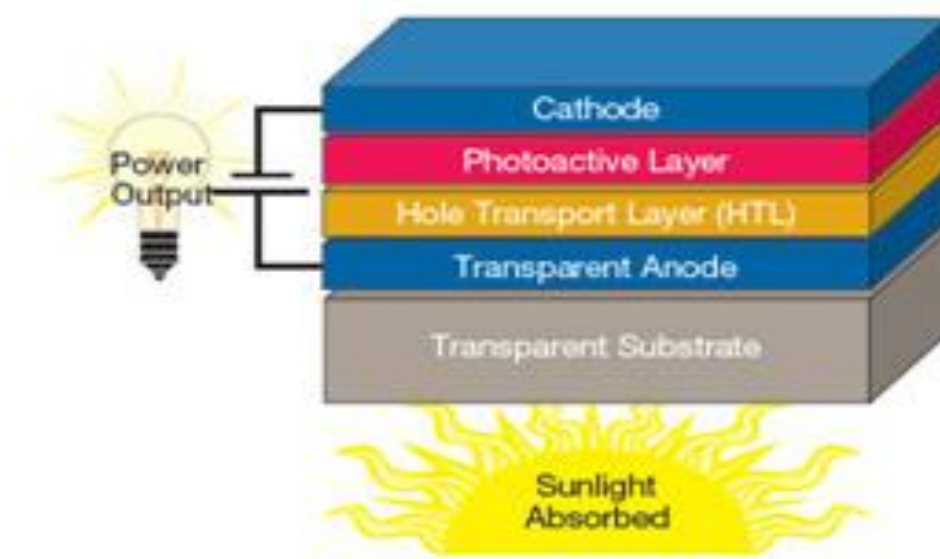 Cathode
Photoactive Layer
Power
Output
Hole Transport Layer (HTL)
Transparent Anode
Transparent Substrate
Sunlight
Absorbed